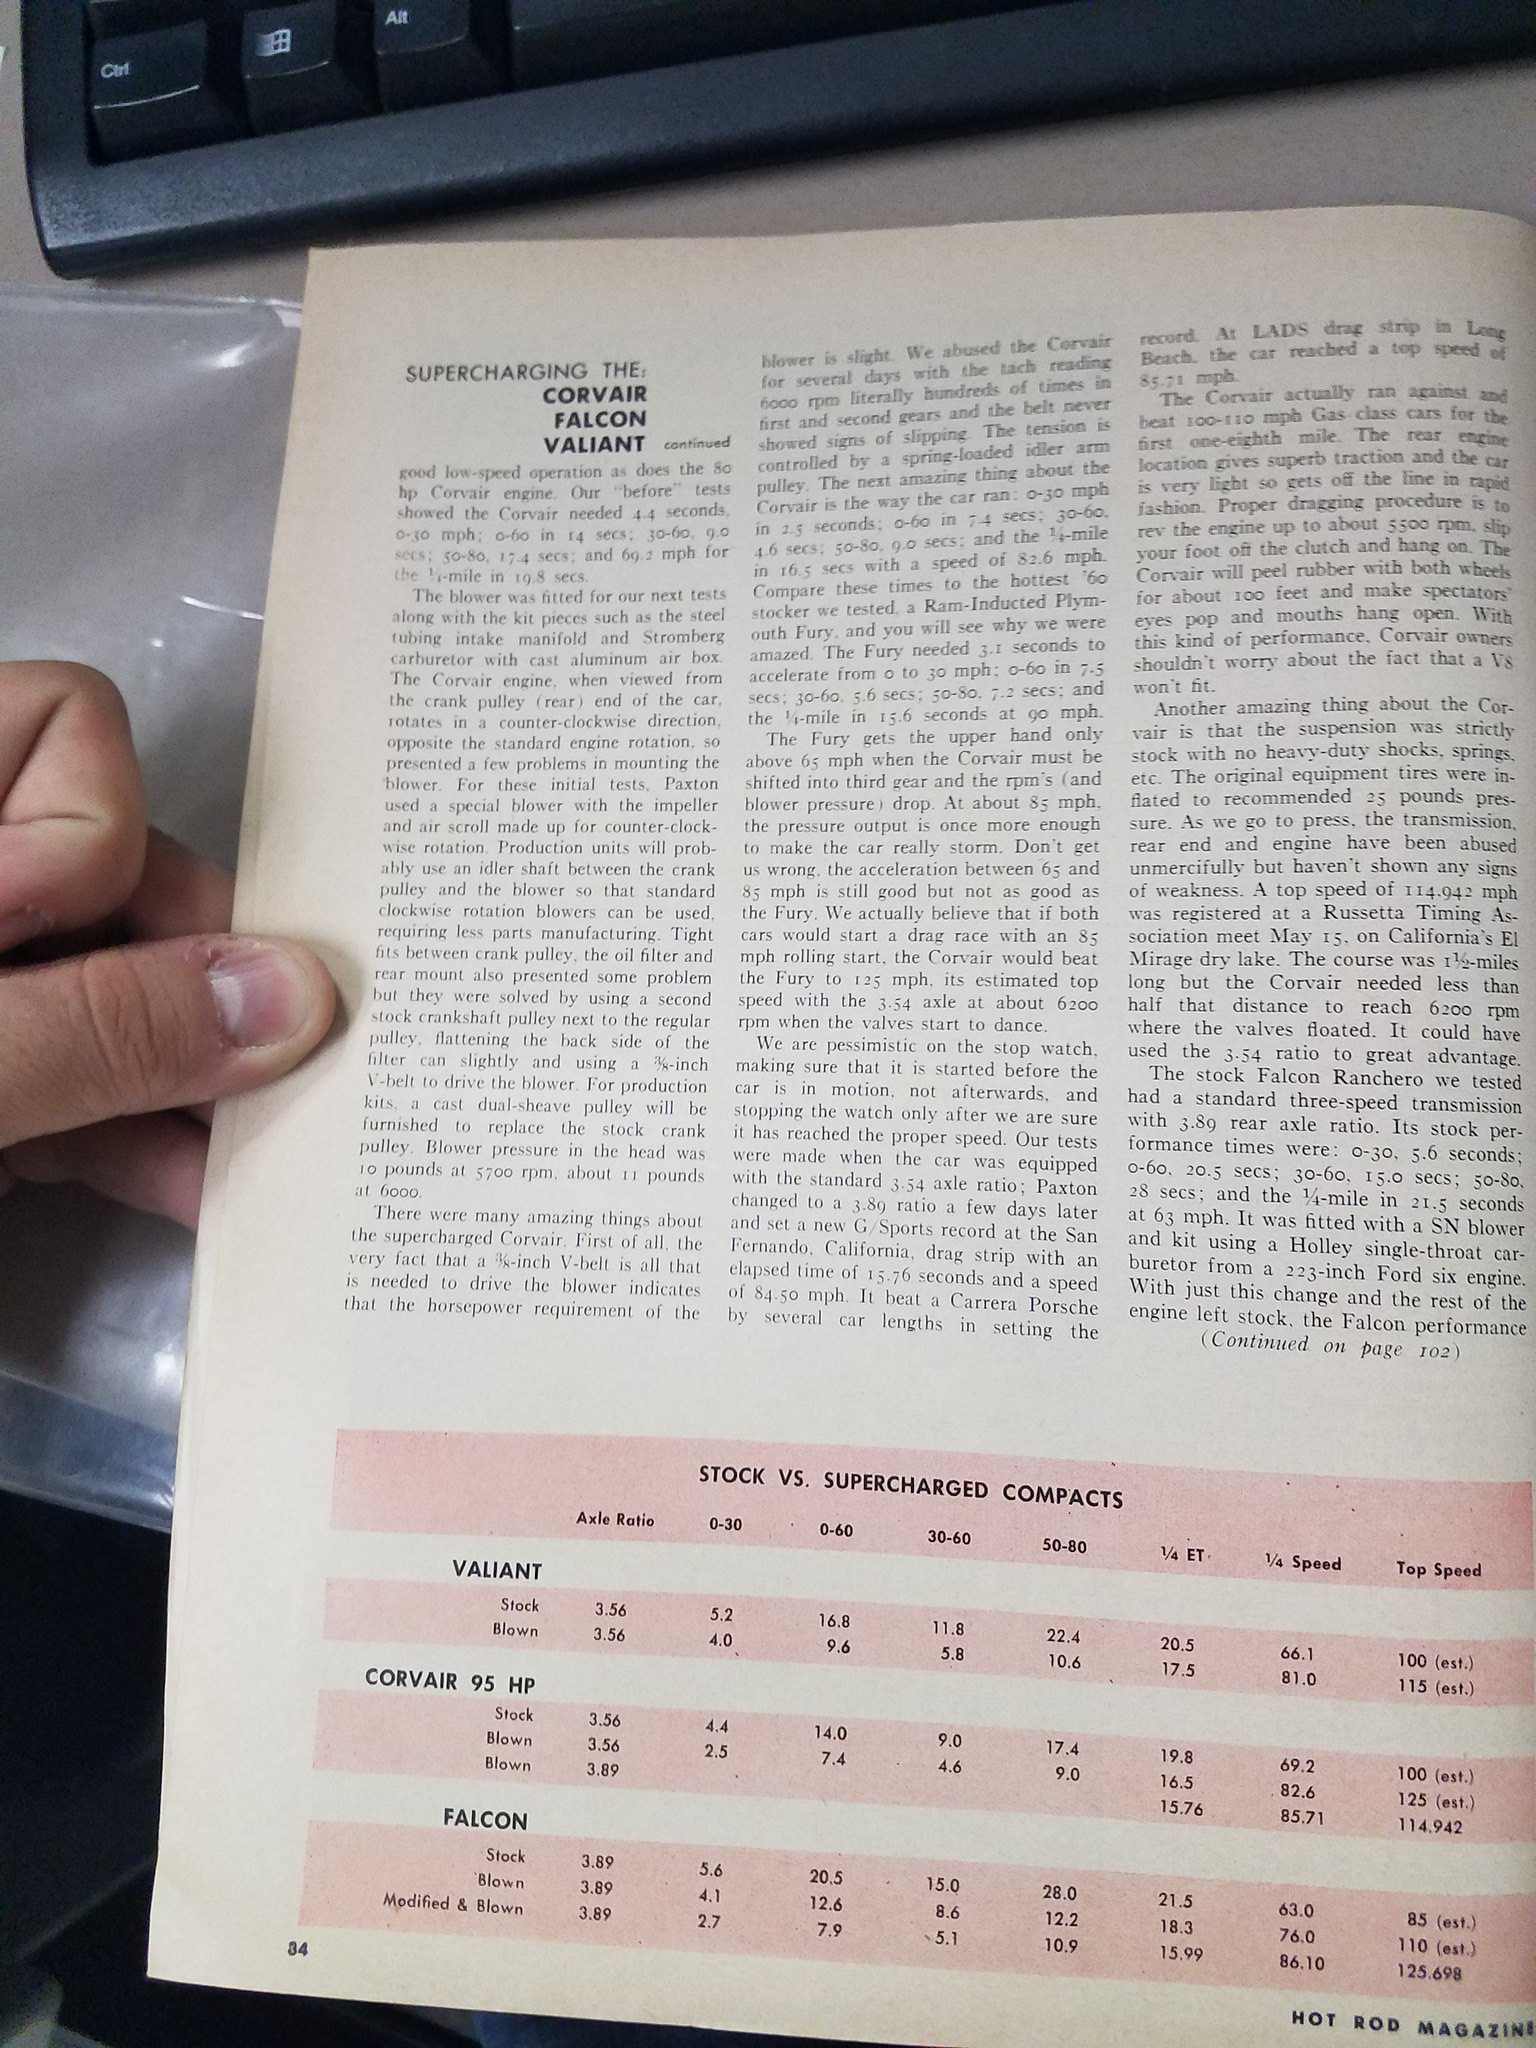 Ctrl
Alt
SUPERCHARGING THE:
CORVAIR
FALCON
VALIANT continued
good low-speed operation as does the 80
hp Corvair engine. Our "before" tests
showed the Corvair needed 4.4 seconds,
0-30 mph; 0-60 in 14 secs; 30-60, 9.0
secs; 50-80, 17.4 secs; and 69.2 mph for
the ¼-mile in 19.8 secs.
The blower was fitted for our next tests
along with the kit pieces such as the steel
tubing intake manifold and Stromberg
carburetor with cast aluminum air box.
The Corvair engine, when viewed from
the crank pulley (rear) end of the car,
rotates in a counter-clockwise direction,
opposite the standard engine rotation, so
presented a few problems in mounting the
blower. For these initial tests, Paxton
used a special blower with the impeller
and air scroll made up for counter-clock-
wise rotation. Production units will prob-
ably use an idler shaft between the crank
pulley and the blower so that standard
clockwise rotation blowers can be used,
requiring less parts manufacturing. Tight
fits between crank pulley, the oil filter and
rear mount also presented some problem
but they were solved by using a second
stock crankshaft pulley next to the regular
pulley, flattening the back side of the
filter can slightly and using a ⅜-inch
V-belt to drive the blower. For production
kits, a cast dual-sheave pulley will be
furnished to replace the stock crank
pulley. Blower pressure in the head was
10 pounds at 5700 rpm, about 11 pounds
at 6000.
There were many amazing things about
the supercharged Corvair. First of all, the
very fact that a ⅜-inch V-belt is all that
is needed to drive the blower indicates
that the horsepower requirement of the
blower is slight. We abused the Corvair
for several days with the tach reading
6000 rpm literally hundreds of times in
first and second gears and the belt never
showed signs of slipping. The tension is
controlled by a spring-loaded idler arm
pulley. The next amazing thing about the
Corvair is the way the car ran: 0-30 mph
in 2.5 seconds; 0-60 in 7.4 secs; 30-60,
4.6 secs; 50-80, 9.0 secs; and the ¼-mile
in 16.5 secs with a speed of 82.6 mph.
Compare these times to the hottest '60
stocker we tested, a Ram-Inducted Plym-
outh Fury, and you will see why we were
amazed. The Fury needed 3.1 seconds to
accelerate from 0 to 30 mph; 0-60 in 7.5
secs; 30-60, 5.6 secs; 50-80, 7.2 secs; and
the ¼-mile in 15.6 seconds at 90 mph.
The Fury gets the upper hand only
above 65 mph when the Corvair must be
shifted into third gear and the rpm's (and
blower pressure) drop. At about 85 mph,
the pressure output is once more enough
to make the car really storm. Don't get
us wrong, the acceleration between 65 and
85 mph is still good but not as good as
the Fury. We actually believe that if both
cars would start a drag race with an 85
mph rolling start, the Corvair would beat
the Fury to 125 mph, its estimated top
speed with the 3.54 axle at about 6200
rpm when the valves start to dance.
We are pessimistic on the stop watch,
making sure that it is started before the
car is in motion, not afterwards, and
stopping the watch only after we are sure
it has reached the proper speed. Our tests
were made when the car was equipped
with the standard 3.54 axle ratio; Paxton
changed to a 3.89 ratio a few days later
and set a new G/Sports record at the San
Fernando, California, drag strip with an
elapsed time of 15.76 seconds and a speed
of 84.50 mph. It beat a Carrera Porsche
by several car lengths in setting the
record. At LADS drag strip in Long
Beach, the car reached a top speed of
85.71 mph.
The Corvair actually ran against and
beat 100-110 mph Gas class cars for the
first one-eighth mile. The rear engine
location gives superb traction and the car
is very light so gets off the line in rapid
fashion. Proper dragging procedure is to
rev the engine up to about 5500 rpm, slip
your foot off the clutch and hang on. The
Corvair will peel rubber with both wheels
for about 100 feet and make spectators'
eyes pop and mouths hang open. With
this kind of performance, Corvair owners
shouldn't worry about the fact that a V8
won't fit.
Another amazing thing about the Cor-
vair is that the suspension was strictly
stock with no heavy-duty shocks, springs,
etc. The original equipment tires were in-
flated to recommended 25 pounds pres-
sure. As we go to press, the transmission,
rear end and engine have been abused
unmercifully but haven't shown any signs
of weakness. A top speed of 114.942 mph
was registered at a Russetta Timing As-
sociation meet May 15, on California's El
Mirage dry lake. The course was 1½-miles
long but the Corvair needed less than
half that distance to reach 6200 rpm
where the valves floated. It could have
used the 3.54 ratio to great advantage.
The stock Falcon Ranchero we tested
had a standard three-speed transmission
with 3.89 rear axle ratio. Its stock per-
formance times were: 0-30, 5.6 seconds;
0-60, 20.5 secs; 30-60, 15.0 secs; 50-80,
28 secs; and the ¼-mile in 21.5 seconds
at 63 mph. It was fitted with a SN blower
and kit using a Holley single-throat car-
buretor from a 223-inch Ford six engine.
With just this change and the rest of the
engine left stock, the Falcon performance
(Continued on page 102)
STOCK VS. SUPERCHARGED COMPACTS
Axle Ratio 0-30 0-60 30-60 50-80 ¼ ET ¼ Speed Top Speed
VALIANT
Stock 3.56 5.2 16.8 11.8 22.4 20.5 66.1 100 (est.)
Blown 3.56 4.0 9.6 5.8 10.6 17.5 81.0 115 (est.)
CORVAIR 95 HP
Stock 3.56 4.4 14.0 9.0 17.4 19.8 69.2 100 (est.)
Blown 3.56 2.5 7.4 4.6 9.0 16.5 82.6 125 (est.)
Blown 3.89 15.76 85.71 114.942
FALCON
Stock 3.89 5.6 20.5 15.0 28.0 21.5 63.0 85 (est.)
Blown 3.89 4.1 12.6 8.6 12.2 18.3 76.0 110 (est.)
Modified & Blown 3.89 2.7 7.9 5.1 10.9 15.99 86.10 125.698
84
HOT ROD MAGAZINE